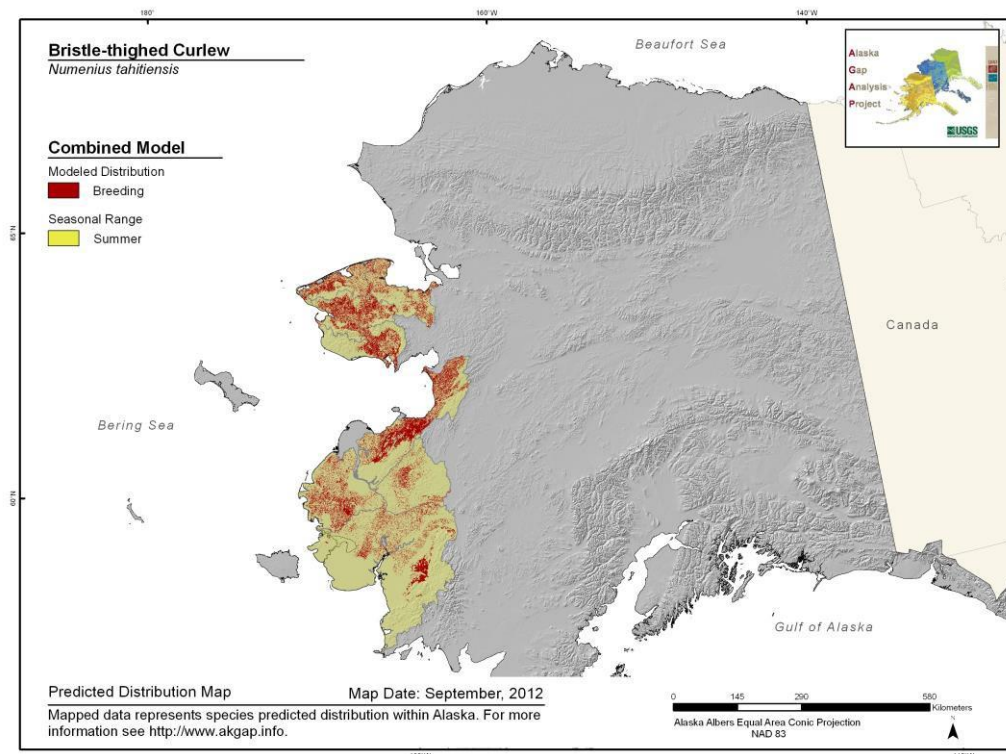 180°
160°W
140°W
Bristle-thighed Curlew
Numenius tahitiensis
Beaufort Sea
Alaska
Gap
Analysis
Project
USGS
Combined Model
Modeled Distribution
Breeding
Seasonal Range
Summer
65°N
Canada
Bering Sea
60°N
Gulf of Alaska
Predicted Distribution Map
Map Date: September, 2012
Mapped data represents species predicted distribution within Alaska. For more
information see http://www.akgap.info.
0 145 290 580
Kilometers
Alaska Albers Equal Area Conic Projection
NAD 83
N